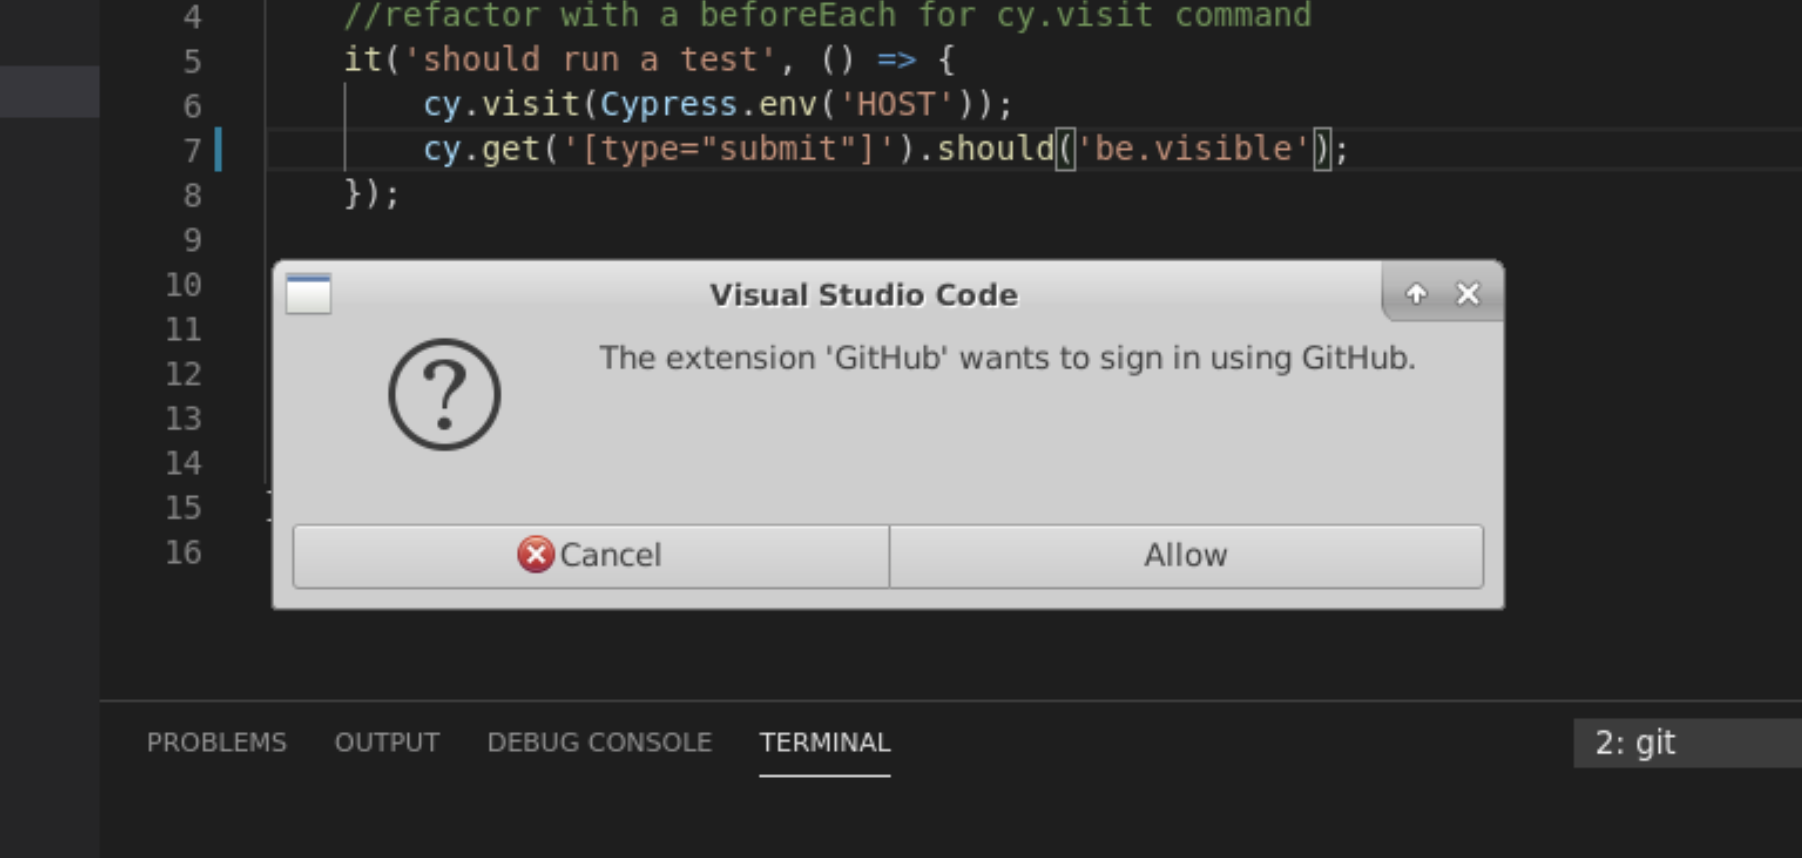 4 //refactor with a beforeEach for cy.visit command
5 it('should run a test', () => {
6 cy.visit(Cypress.env('HOST'));
7 cy.get('[type="submit"]').should('be.visible');
8 });
9
10
11
12
13
14
15
16
Visual Studio Code
The extension 'GitHub' wants to sign in using GitHub.
Cancel Allow
PROBLEMS OUTPUT DEBUG CONSOLE TERMINAL 2: git